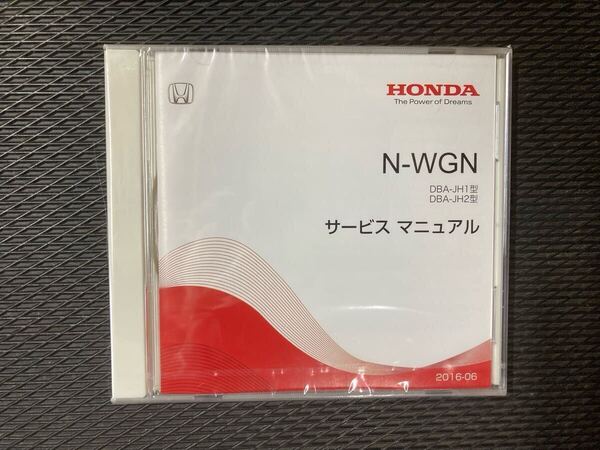 HONDA
The Power of Dreams
N-WGN
DBA-JH1型
DBA-JH2型
サービス マニュアル
2016-06